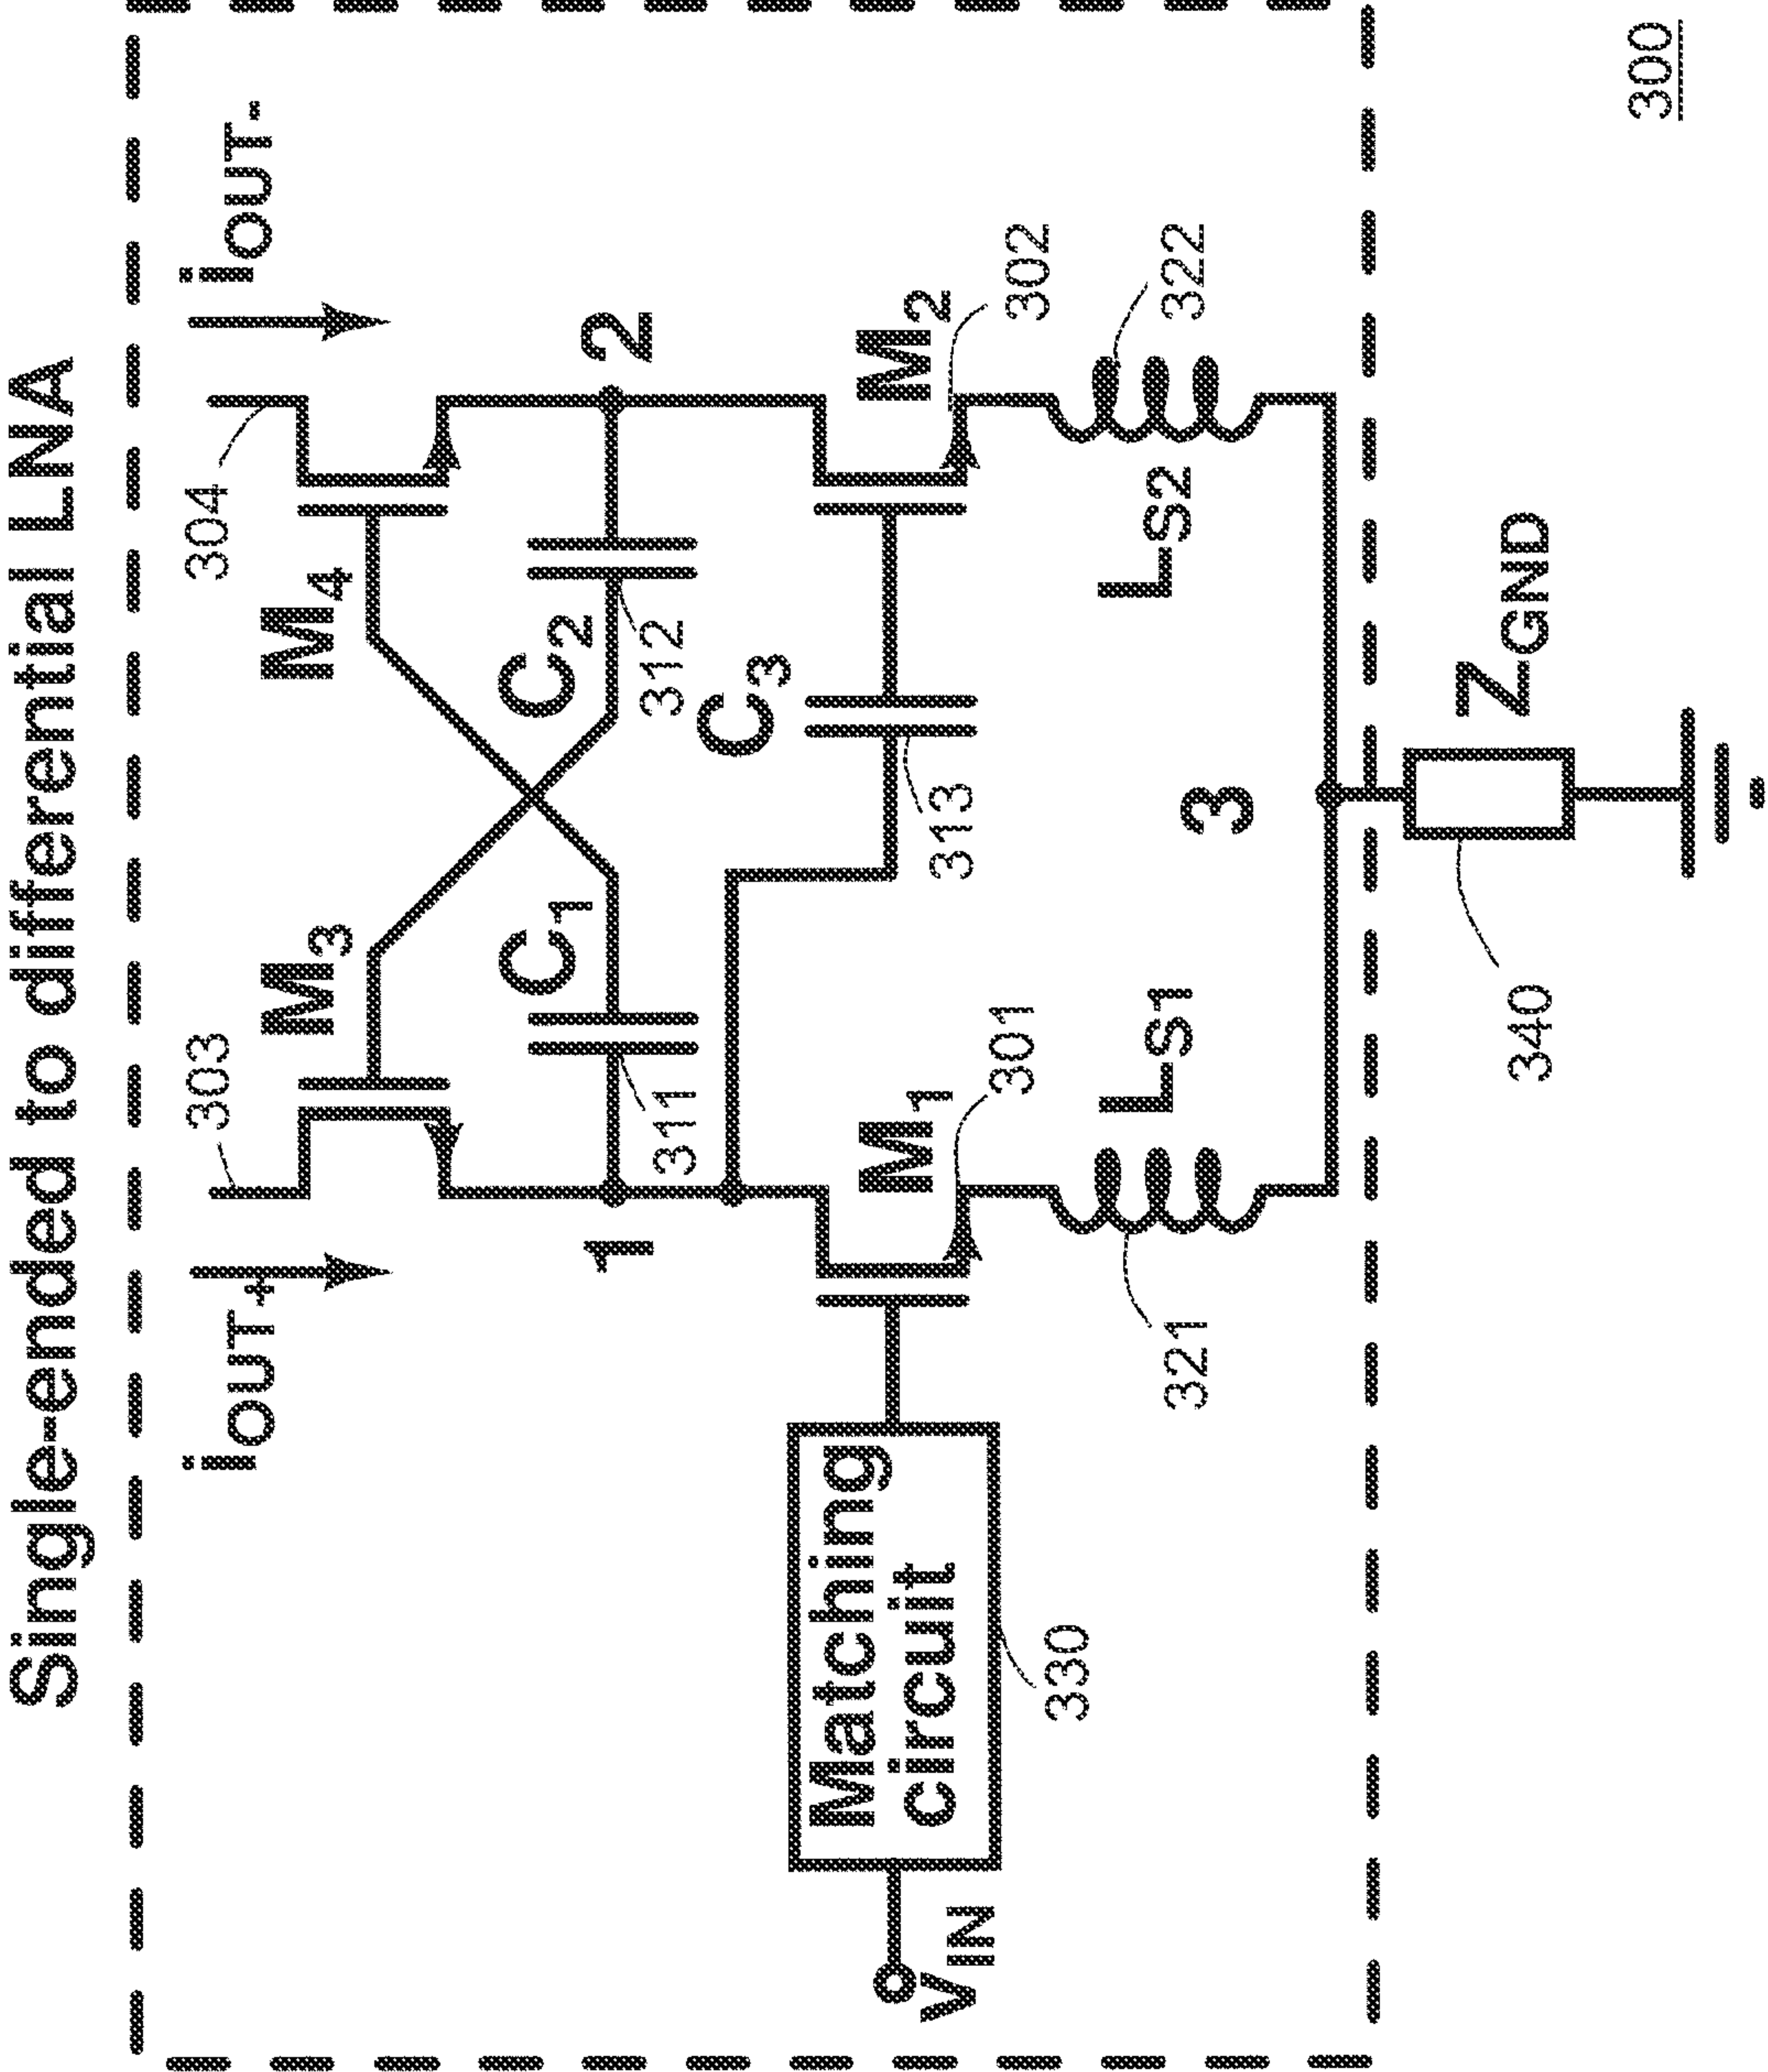 Single-ended to differential LNA
iOUT+
iOUT-
303
304
M3
M4
1
C1
C2
2
311
312
C3
313
Matching
circuit
VIN
330
M1
M2
301
302
LS1
LS2
321
322
3
340
ZGND
300